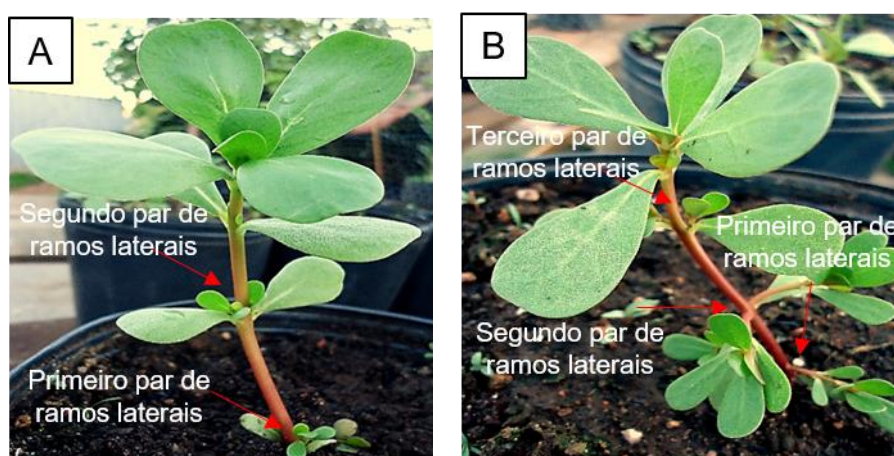 A
Segundo par de
ramos laterais
Primeiro par de
ramos laterais
B
Terceiro par de
ramos laterais
Primeiro par de
ramos laterais
Segundo par de
ramos laterais